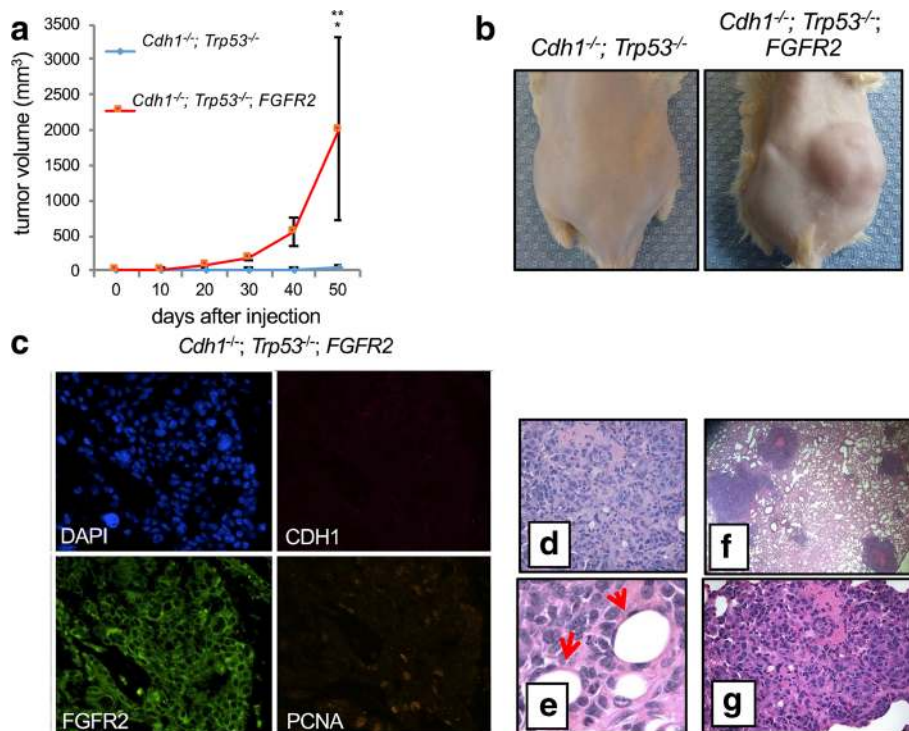 a
tumor volume (mm³)
3500
3000
2500
2000
1500
1000
500
0
**
*
Cdh1-/-; Trp53-/-
Cdh1-/-; Trp53-/-; FGFR2
0 10 20 30 40 50
days after injection
b
Cdh1-/-; Trp53-/-
Cdh1-/-; Trp53-/-;
FGFR2
c
Cdh1-/-; Trp53-/-; FGFR2
DAPI
CDH1
FGFR2
PCNA
d
f
e
g